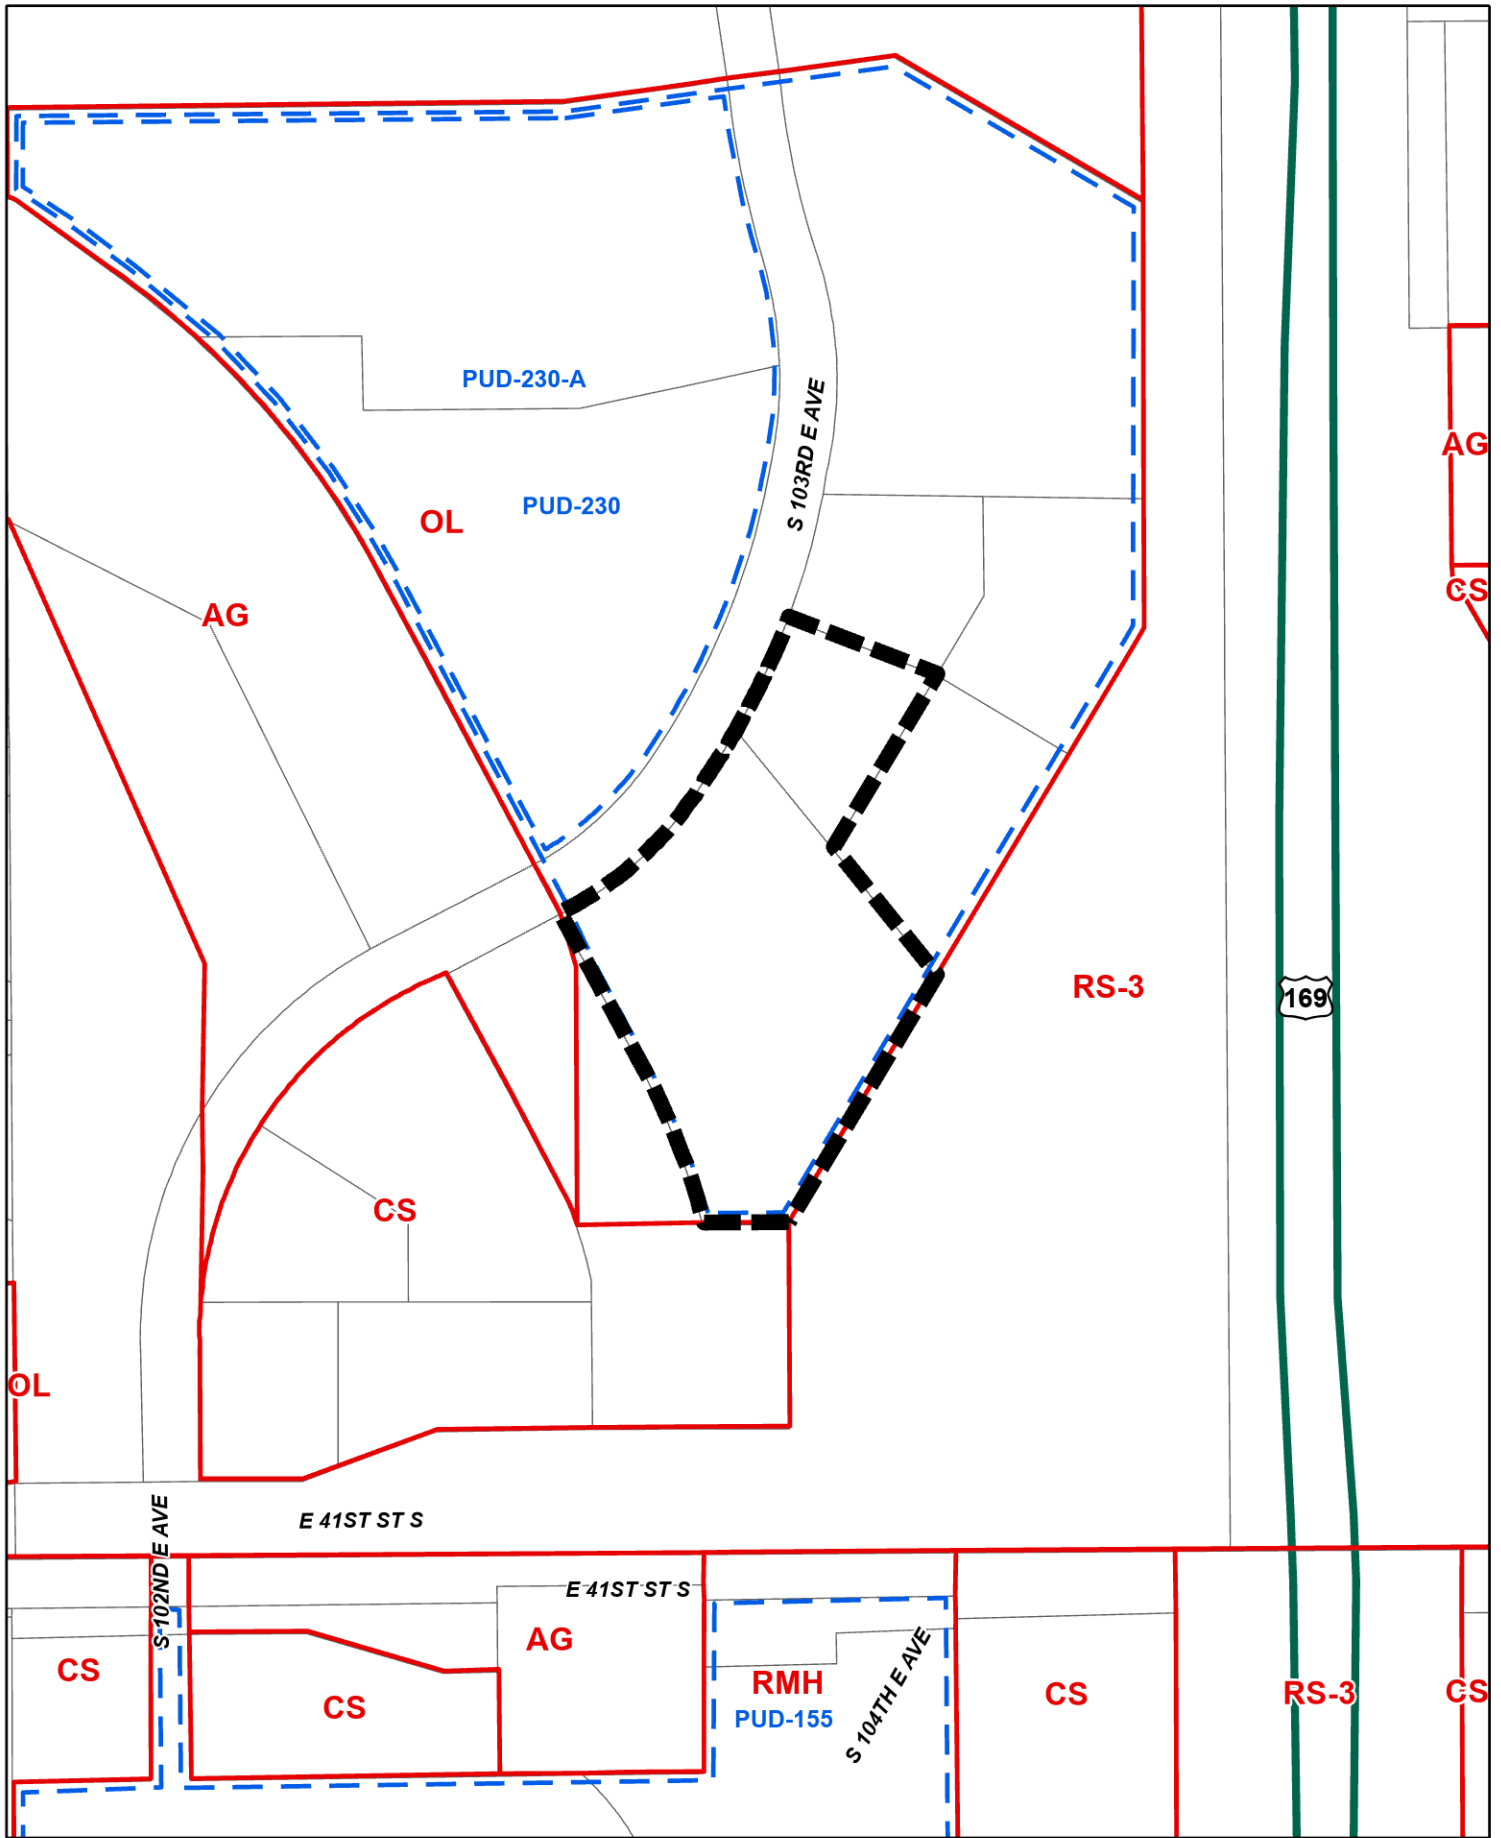 PUD-230-A
S 103RD E AVE
AG
PUD-230
OL
CS
AG
RS-3
169
CS
OL
E 41ST ST S
S 102ND E AVE
E 41ST ST S
AG
CS
RMH
CS
PUD-155
S 104TH E AVE
CS
RS-3
CS